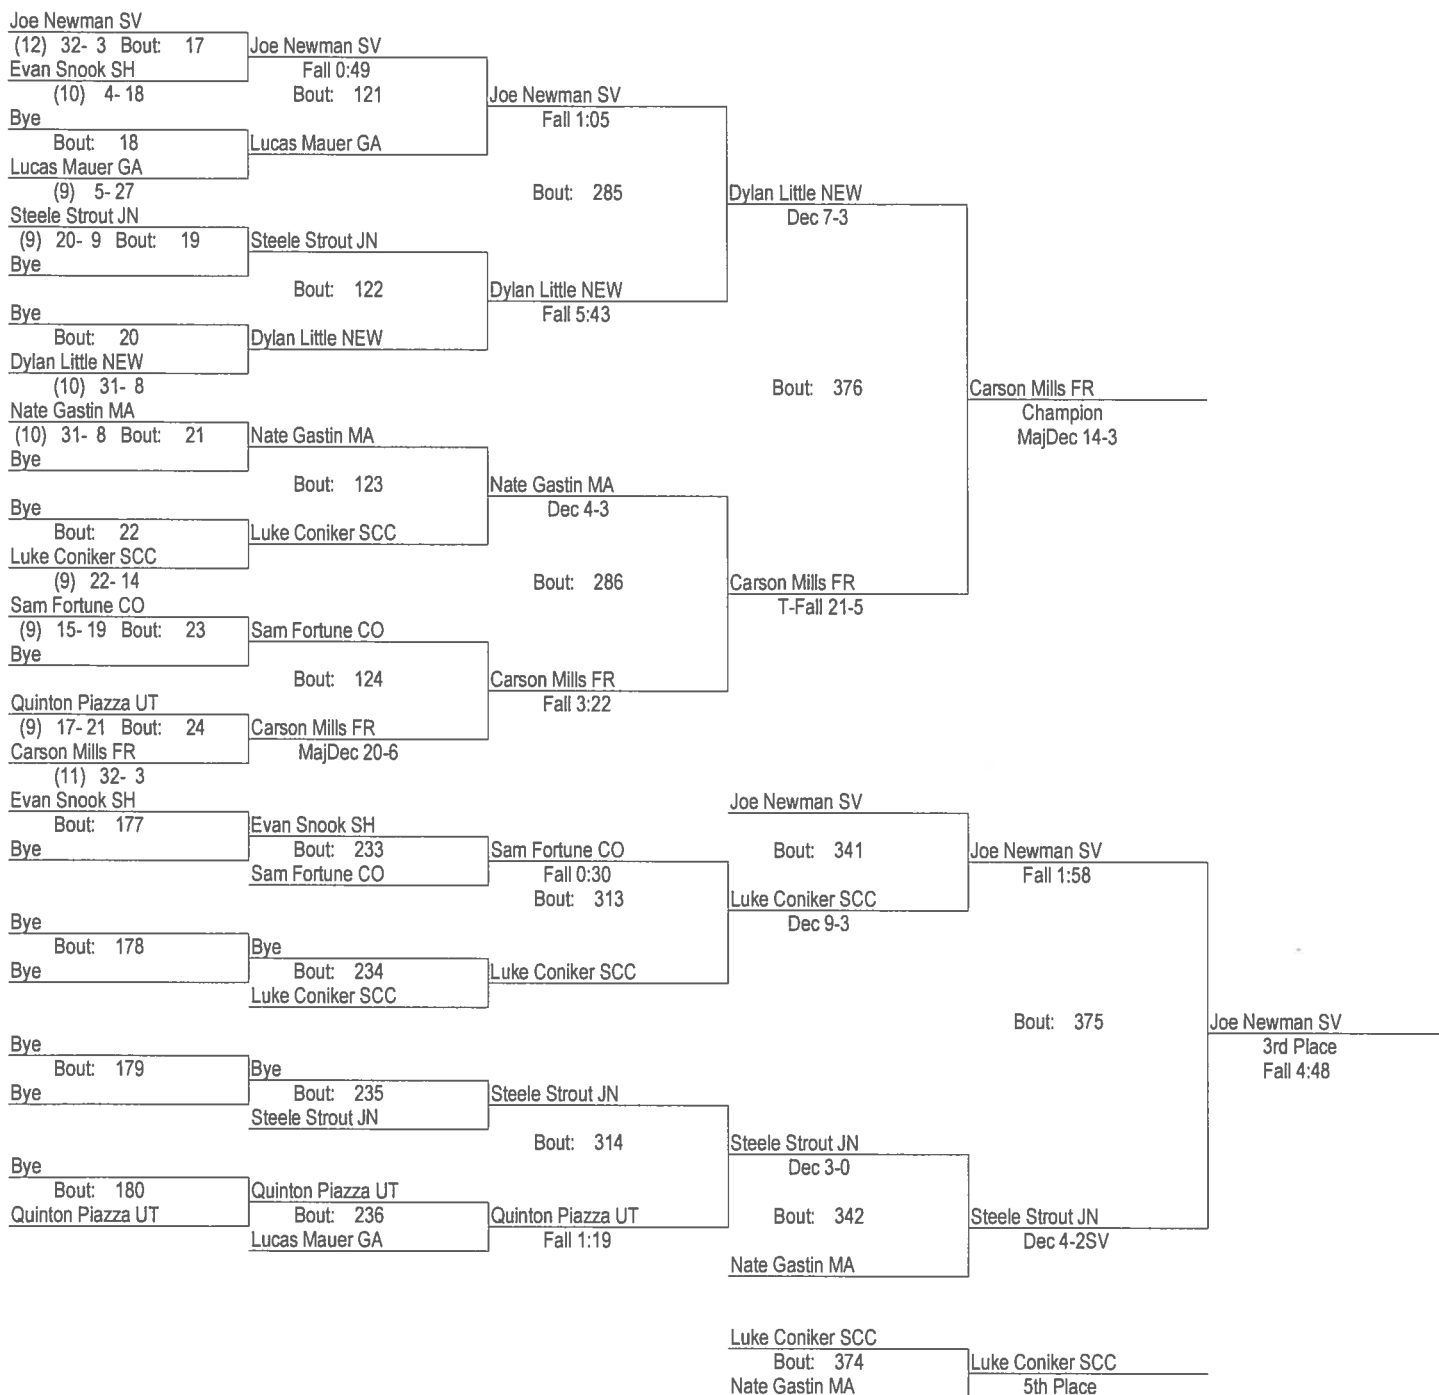 Joe Newman SV
(12) 32- 3 Bout: 17
Joe Newman SV
Evan Snook SH
Fall 0:49
(10) 4- 18
Bout: 121
Joe Newman SV
Bye
Fall 1:05
Bout: 18
Lucas Mauer GA
Lucas Mauer GA
(9) 5- 27
Bout: 285
Dylan Little NEW
Steele Strout JN
Dec 7-3
(9) 20- 9 Bout: 19
Steele Strout JN
Bye
Bout: 122
Dylan Little NEW
Bye
Fall 5:43
Bout: 20
Dylan Little NEW
Dylan Little NEW
(10) 31- 8
Bout: 376
Carson Mills FR
Nate Gastin MA
Champion
(10) 31- 8 Bout: 21
Nate Gastin MA
MajDec 14-3
Bye
Bout: 123
Nate Gastin MA
Bye
Dec 4-3
Bout: 22
Luke Coniker SCC
Luke Coniker SCC
(9) 22- 14
Bout: 286
Carson Mills FR
Sam Fortune CO
T-Fall 21-5
(9) 15- 19 Bout: 23
Sam Fortune CO
Bye
Bout: 124
Carson Mills FR
Quinton Piazza UT
Fall 3:22
(9) 17- 21 Bout: 24
Carson Mills FR
Carson Mills FR
MajDec 20-6
(11) 32- 3
Evan Snook SH
Joe Newman SV
Bout: 177
Evan Snook SH
Bye
Bout: 233
Sam Fortune CO
Bout: 341
Joe Newman SV
Sam Fortune CO
Fall 0:30
Fall 1:58
Bout: 313
Luke Coniker SCC
Bye
Dec 9-3
Bout: 178
Bye
Bye
Bout: 234
Luke Coniker SCC
Luke Coniker SCC
Bout: 375
Joe Newman SV
Bye
3rd Place
Bout: 179
Bye
Fall 4:48
Bye
Bout: 235
Steele Strout JN
Steele Strout JN
Bout: 314
Steele Strout JN
Bye
Dec 3-0
Bout: 180
Quinton Piazza UT
Quinton Piazza UT
Bout: 236
Quinton Piazza UT
Bout: 342
Steele Strout JN
Lucas Mauer GA
Fall 1:19
Dec 4-2SV
Nate Gastin MA
Luke Coniker SCC
Bout: 374
Luke Coniker SCC
Nate Gastin MA
5th Place